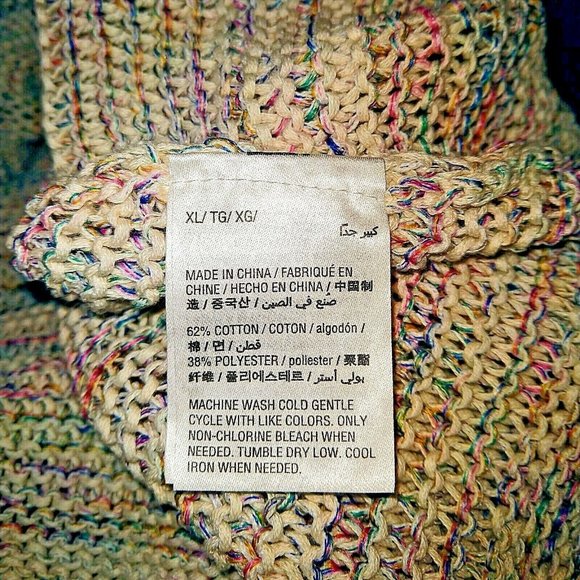 XL/ TG/ XG/
كبير جدًا
MADE IN CHINA / FABRIQUÉ EN
CHINE / HECHO EN CHINA / 中国制
造 / 중국산 / صنع في الصين
62% COTTON / COTON / algodón /
棉 / 면 / قطن
38% POLYESTER / poliester / 聚酯
纤维 / 폴리에스테르 / بولي أستر
MACHINE WASH COLD GENTLE
CYCLE WITH LIKE COLORS. ONLY
NON-CHLORINE BLEACH WHEN
NEEDED. TUMBLE DRY LOW. COOL
IRON WHEN NEEDED.